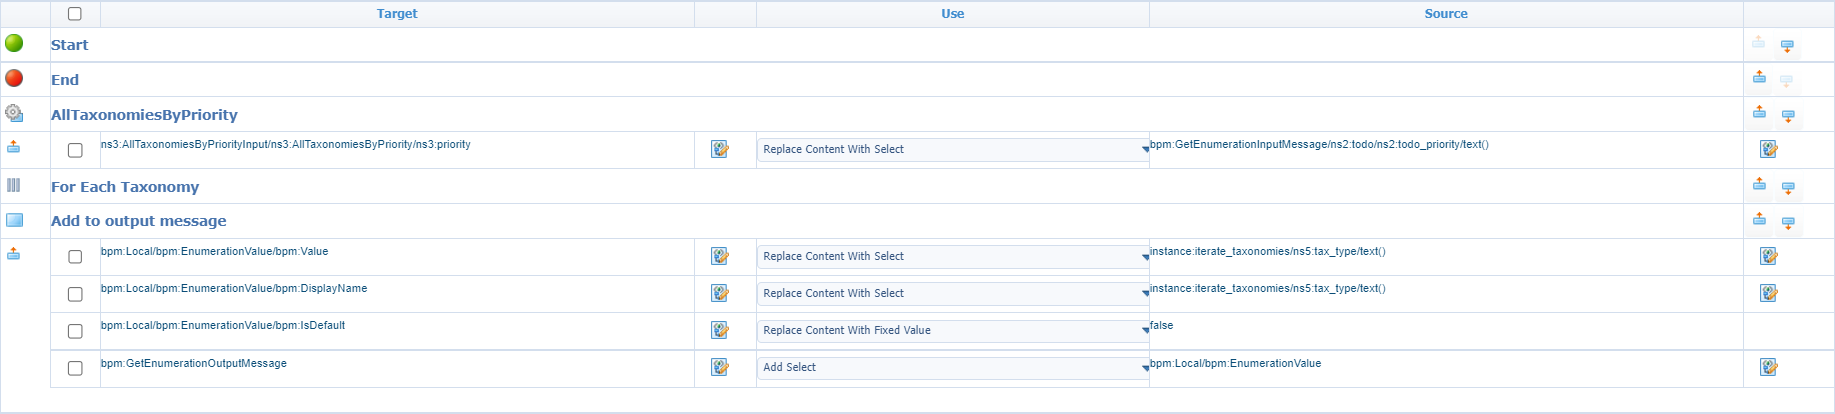 Target Use Source
Start
End
AllTaxonomiesByPriority
ns3:AllTaxonomiesByPriorityInput/ns3:AllTaxonomiesByPriority/ns3:priority Replace Content With Select bpm:GetEnumerationInputMessage/ns2:todo/ns2:todo_priority/text()
For Each Taxonomy
Add to output message
bpm:Local/bpm:EnumerationValue/bpm:Value Replace Content With Select instance:iterate_taxonomies/ns5:tax_type/text()
bpm:Local/bpm:EnumerationValue/bpm:DisplayName Replace Content With Select instance:iterate_taxonomies/ns5:tax_type/text()
bpm:Local/bpm:EnumerationValue/bpm:IsDefault Replace Content With Fixed Value false
bpm:GetEnumerationOutputMessage Add Select bpm:Local/bpm:EnumerationValue